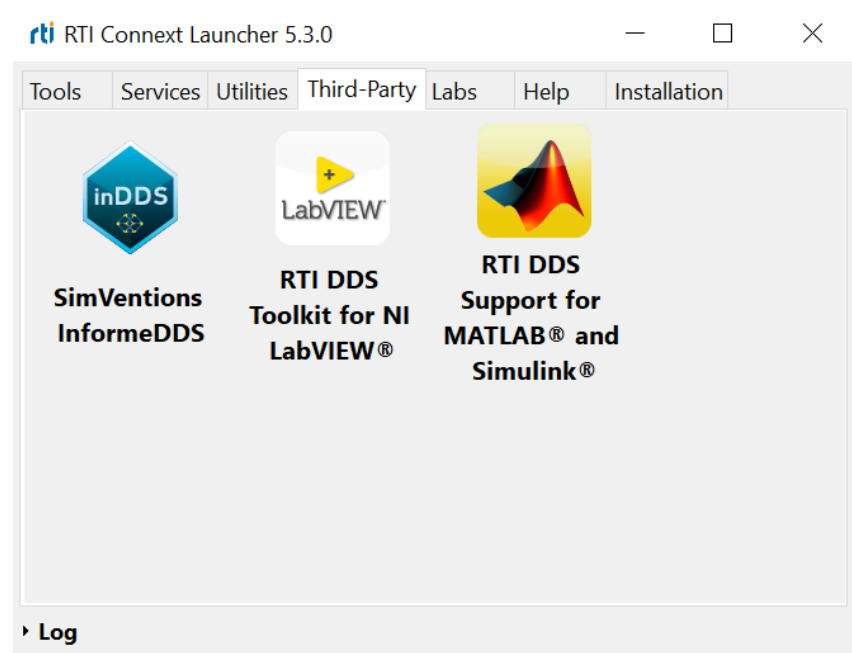 rti RTI Connext Launcher 5.3.0
Tools Services Utilities Third-Party Labs Help Installation
inDDS
SimVentions
InformeDDS
LabVIEW™
RTI DDS
Toolkit for NI
LabVIEW®
RTI DDS
Support for
MATLAB® and
Simulink®
Log